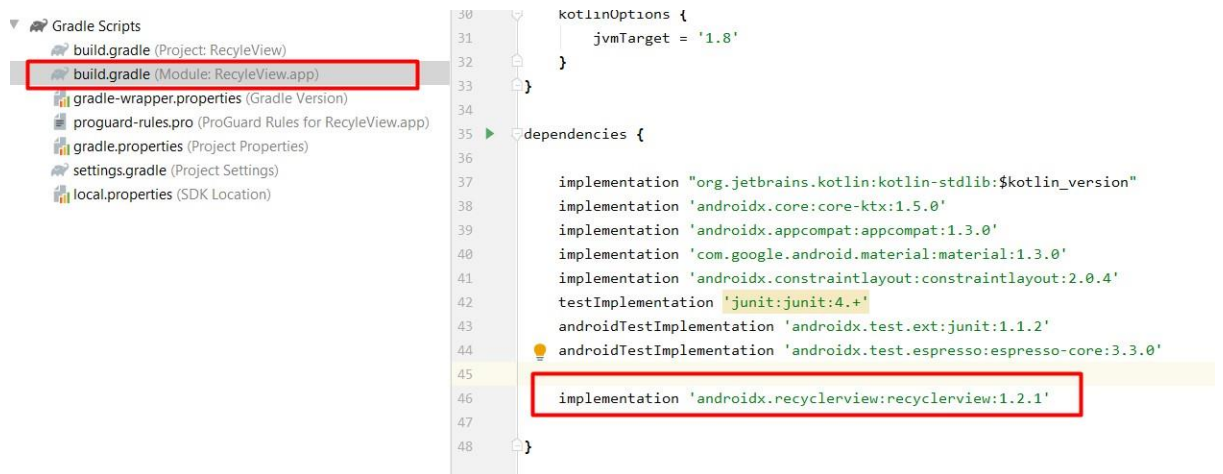 Gradle Scripts
build.gradle (Project: RecyleView)
build.gradle (Module: RecyleView.app)
gradle-wrapper.properties (Gradle Version)
proguard-rules.pro (ProGuard Rules for RecyleView.app)
gradle.properties (Project Properties)
settings.gradle (Project Settings)
local.properties (SDK Location)
30 kotlinOptions {
31 jvmTarget = '1.8'
32 }
33 }
34
35 dependencies {
36
37 implementation "org.jetbrains.kotlin:kotlin-stdlib:$kotlin_version"
38 implementation 'androidx.core:core-ktx:1.5.0'
39 implementation 'androidx.appcompat:appcompat:1.3.0'
40 implementation 'com.google.android.material:material:1.3.0'
41 implementation 'androidx.constraintlayout:constraintlayout:2.0.4'
42 testImplementation 'junit:junit:4.+'
43 androidTestImplementation 'androidx.test.ext:junit:1.1.2'
44 androidTestImplementation 'androidx.test.espresso:espresso-core:3.3.0'
45
46 implementation 'androidx.recyclerview:recyclerview:1.2.1'
47
48 }